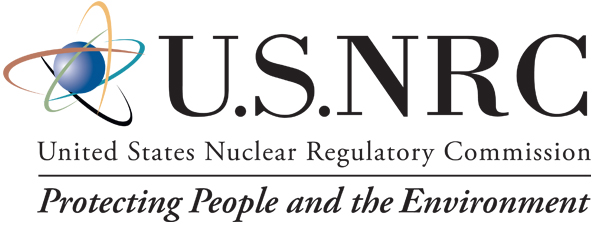 U.S.NRC
United States Nuclear Regulatory Commission
Protecting People and the Environment